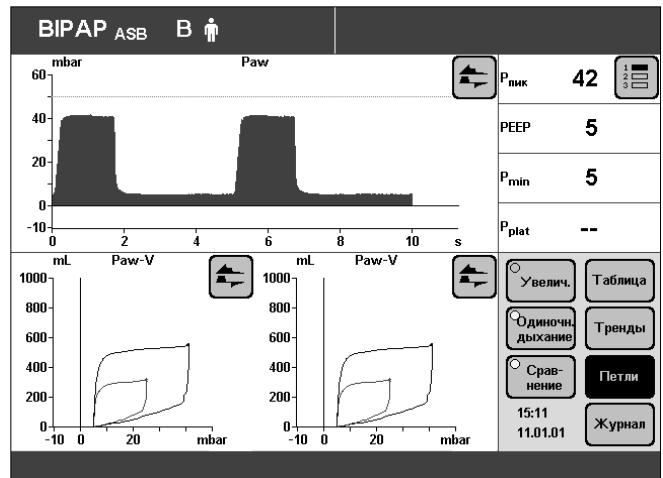 BIPAP ASB В
mbar Paw
60
40
20
0
-10
0 2 4 6 8 10 s
Pпик 42
1
2
3
PEEP 5
Pmin 5
Pplat --
mL Paw-V
1000
800
600
400
200
0
-10 0 20 mbar
mL Paw-V
1000
800
600
400
200
0
-10 0 20 mbar
Увелич.
Таблица
Одиночн.
дыхание
Тренды
Срав-
нение
Петли
15:11
11.01.01
Журнал